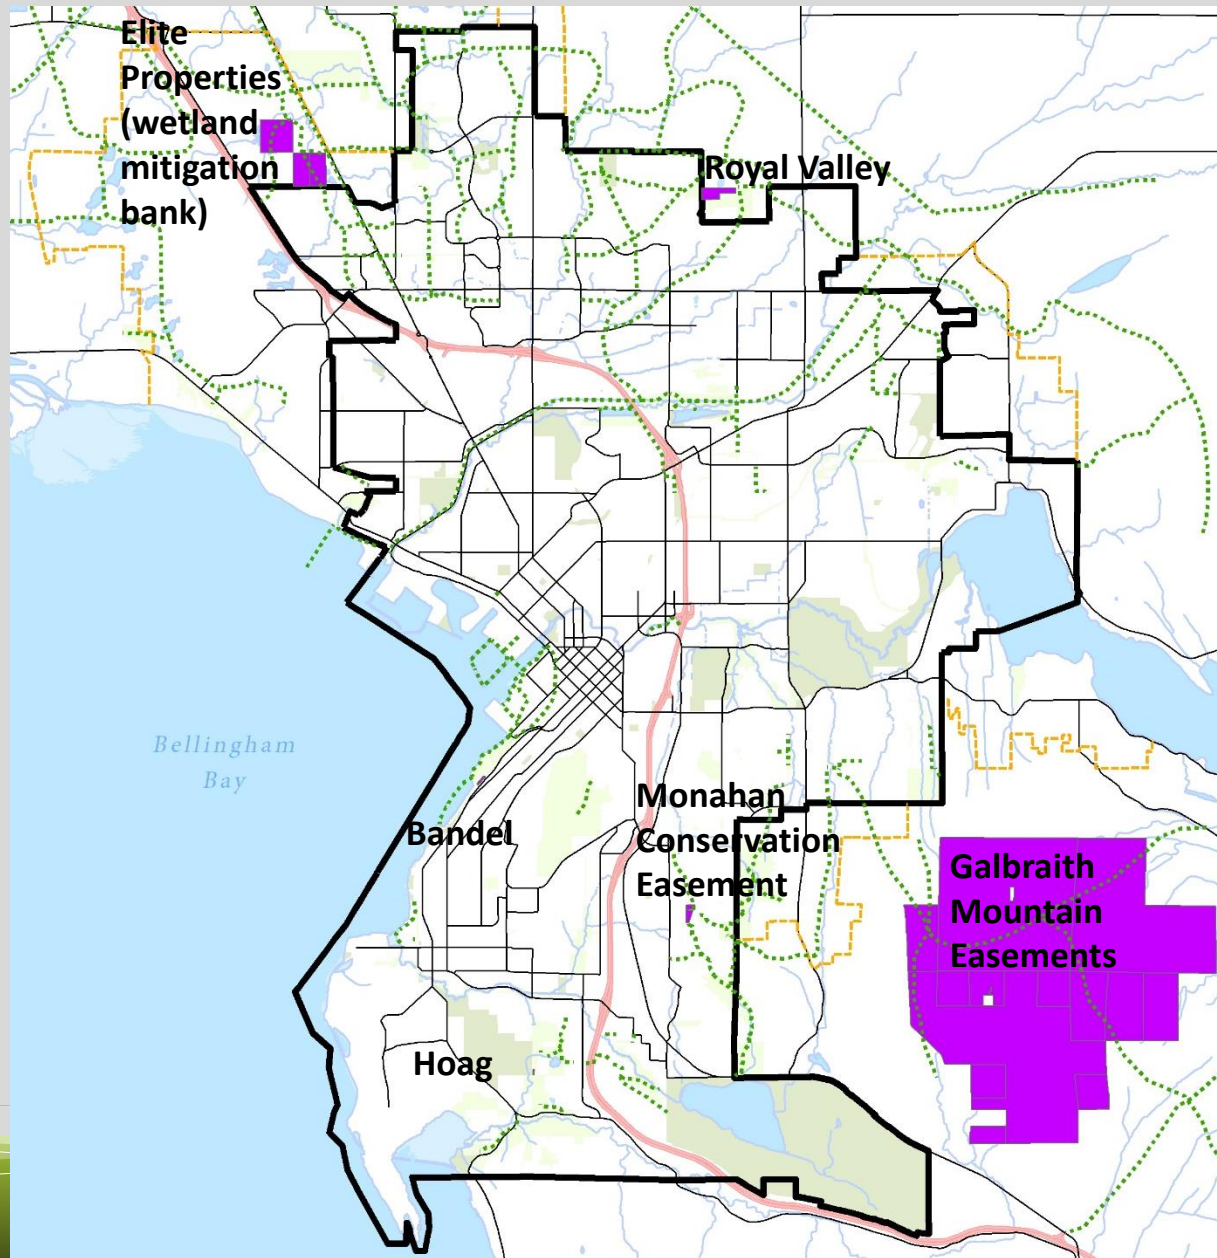 Elite
Properties
(wetland
mitigation
bank)
Royal Valley
Bellingham
Bay
Bandel
Monahan
Conservation
Easement
Galbraith
Mountain
Easements
Hoag